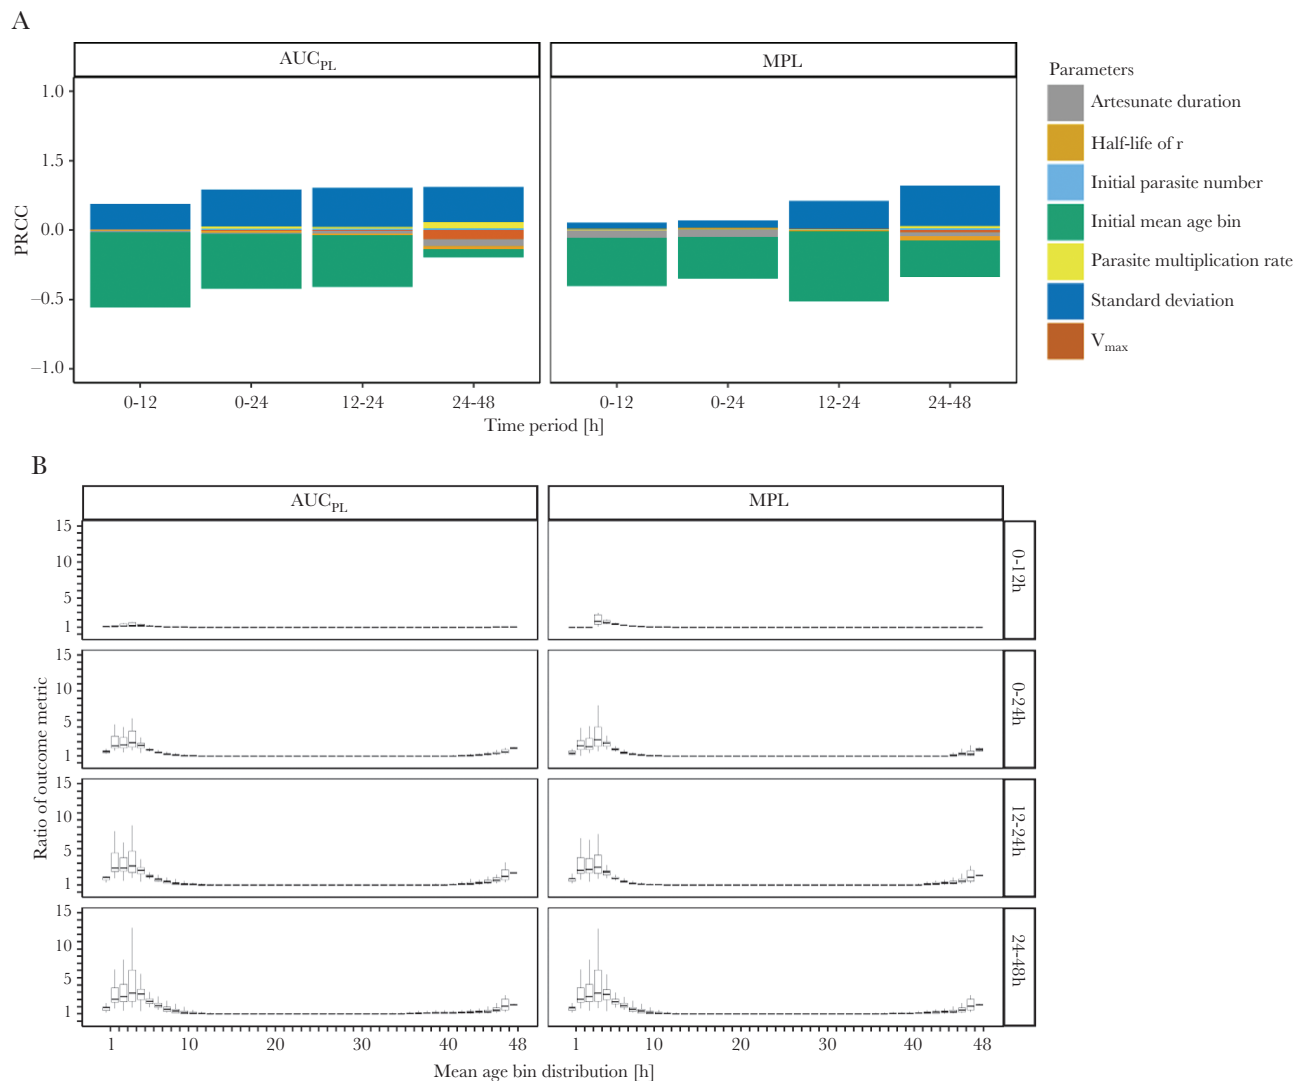 A
AUCPL
MPL
Parameters
Artesunate duration
Half-life of r
Initial parasite number
Initial mean age bin
Parasite multiplication rate
Standard deviation
Vmax
PRCC
1.0
1.5
0.0
–0.5
–1.0
0-12 0-24 12-24 24-48 0-12 0-24 12-24 24-48
Time period [h]
B
AUCPL
MPL
Ratio of outcome metric
15
10
5
1
0-12h
15
10
5
1
0-24h
15
10
5
1
12-24h
15
10
5
1
24-48h
1 10 20 30 40 48 1 10 20 30 40 48
Mean age bin distribution [h]